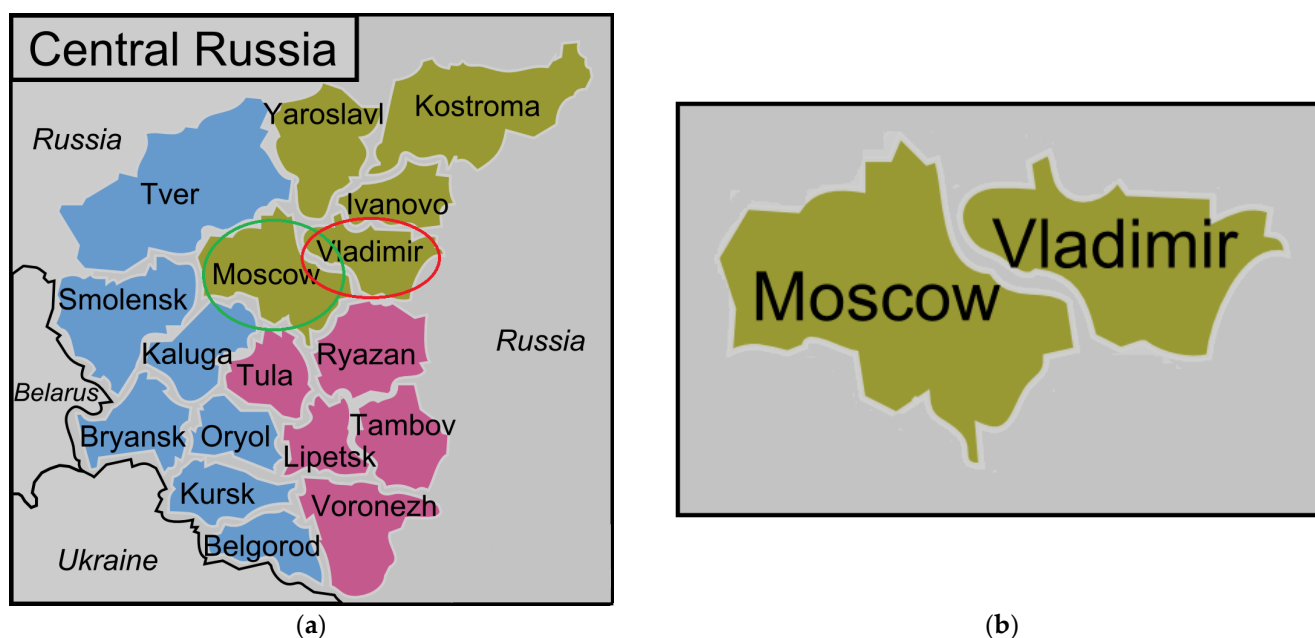 Central Russia
Yaroslavl
Kostroma
Russia
Tver
Ivanovo
Vladimir
Moscow
Smolensk
Kaluga
Tula
Ryazan
Russia
Belarus
Bryansk
Oryol
Lipetsk
Tambov
Kursk
Voronezh
Belgorod
Ukraine
(a)
Vladimir
Moscow
(b)